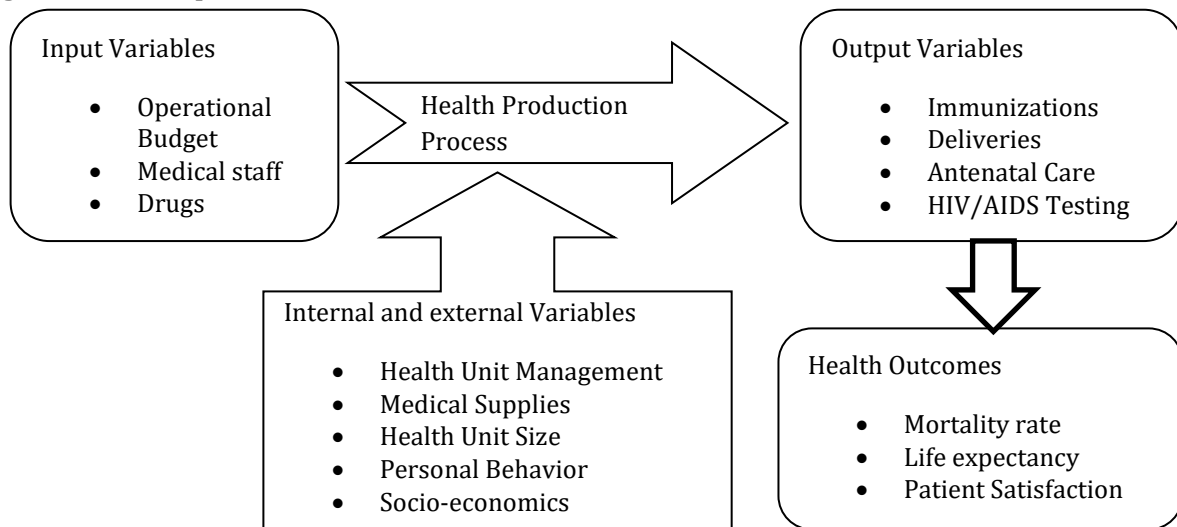 Input Variables
• Operational
Budget
• Medical staff
• Drugs
Health Production
Process
Output Variables
• Immunizations
• Deliveries
• Antenatal Care
• HIV/AIDS Testing
Internal and external Variables
• Health Unit Management
• Medical Supplies
• Health Unit Size
• Personal Behavior
• Socio-economics
Health Outcomes
• Mortality rate
• Life expectancy
• Patient Satisfaction